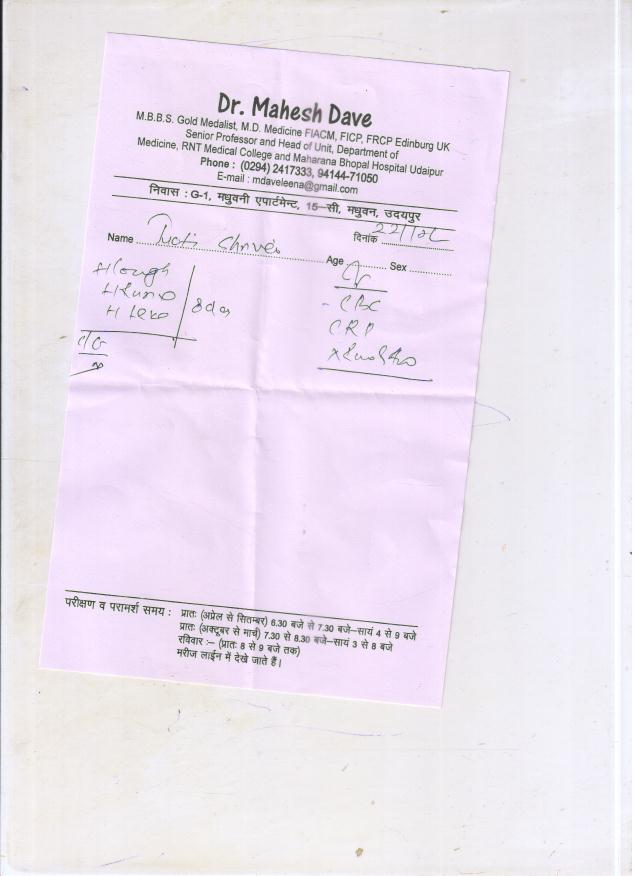 Dr. Mahesh Dave
M.B.B.S. Gold Medalist, M.D. Medicine FIACM, FICP, FRCP Edinburg UK
Senior Professor and Head of Unit, Department of
Medicine, RNT Medical College and Maharana Bhopal Hospital Udaipur
Phone : (0294) 2417333, 94144-71050
E-mail : mdaveleena@gmail.com
निवास : G-1, मधुवनी एपार्टमेन्ट, 15-सी, मधुवन, उदयपुर
दिनांक
Name
Age Sex
H Cough
8 days
CBC
CRP
परीक्षण व परामर्श समय : प्रातः (अप्रेल से सितम्बर) 6.30 बजे से 7.30 बजे–सायं 4 से 9 बजे
प्रातः (अक्टूबर से मार्च) 7.30 से 8.30 बजे–सायं 3 से 8 बजे
रविवार :– (प्रातः 8 से 9 बजे तक)
मरीज लाईन में देखे जाते हैं।